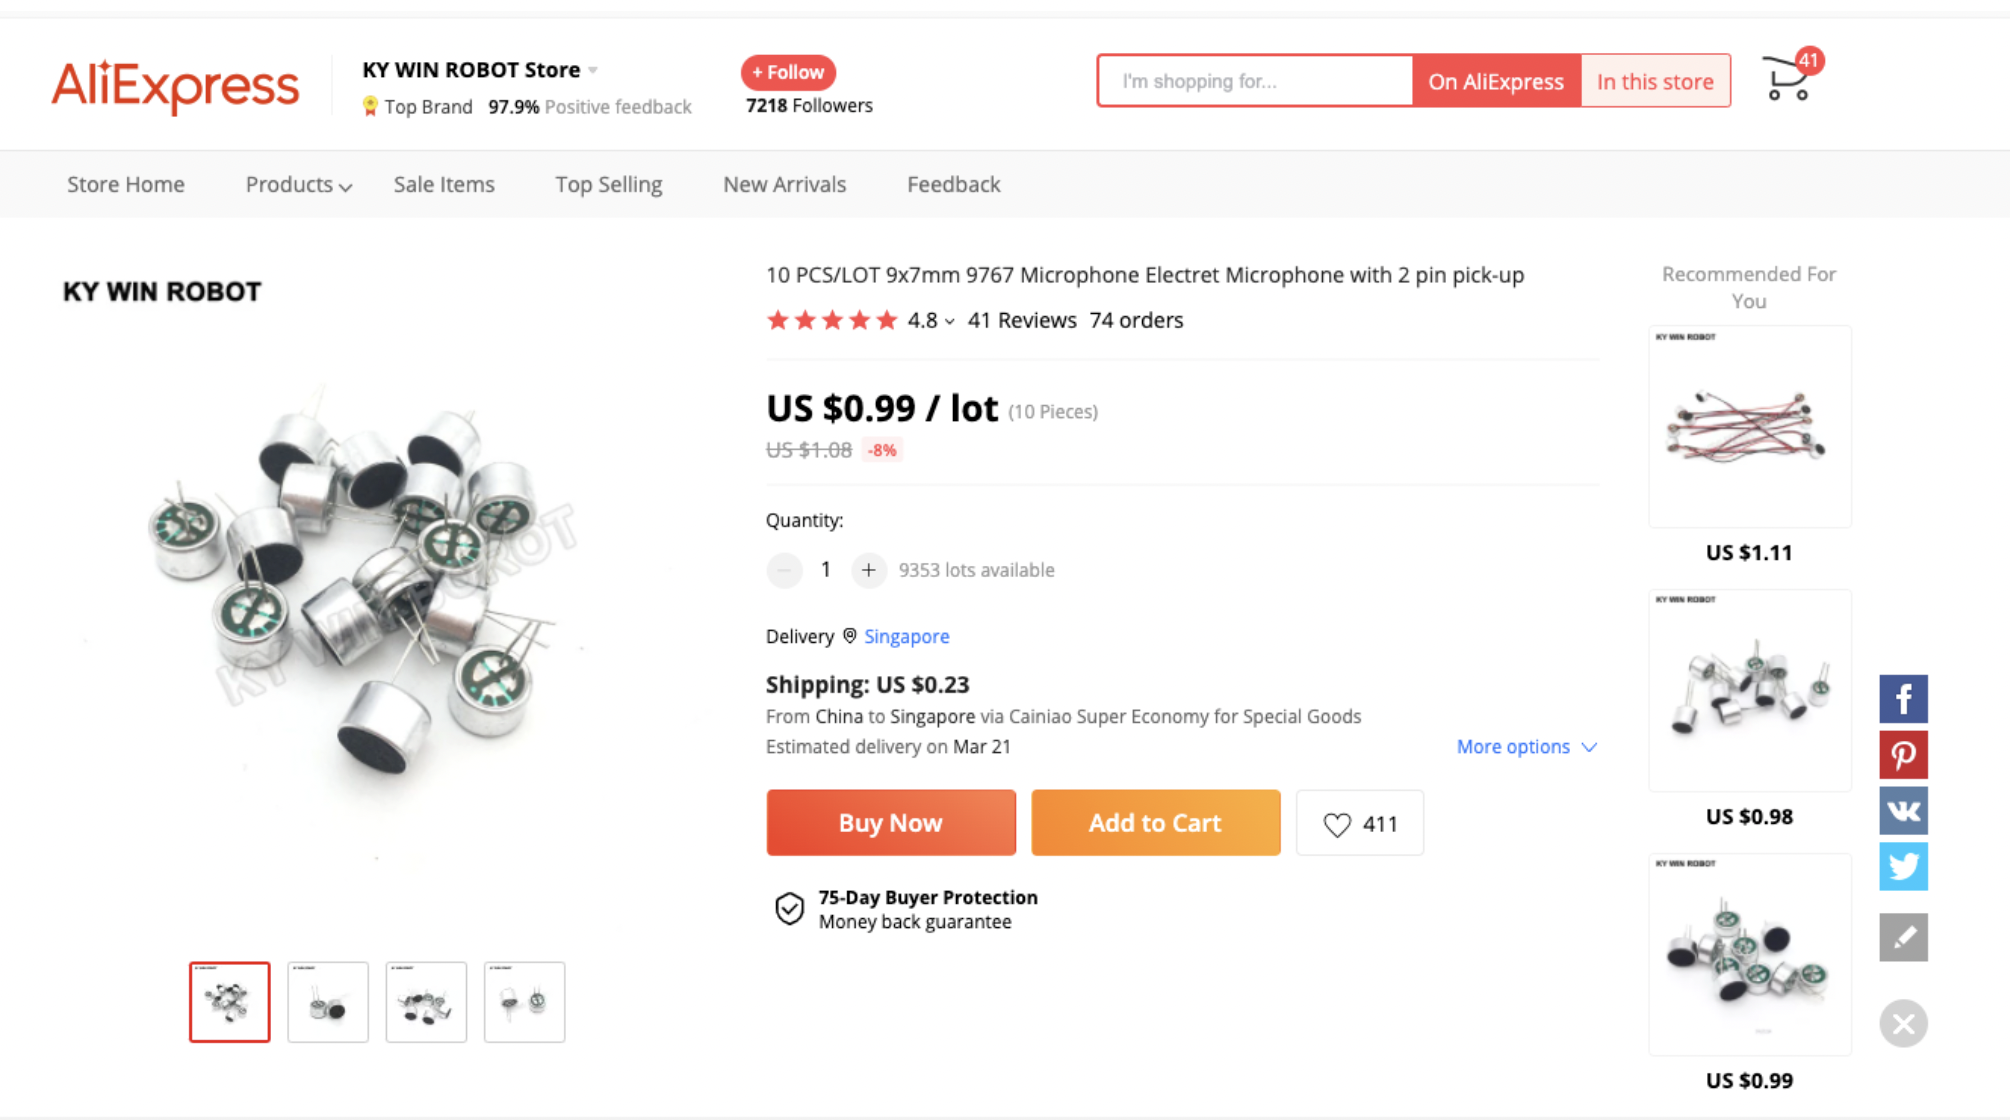 AliExpress
KY WIN ROBOT Store
Top Brand 97.9% Positive feedback
+ Follow
7218 Followers
I'm shopping for...
On AliExpress
In this store
41
Store Home
Products
Sale Items
Top Selling
New Arrivals
Feedback
KY WIN ROBOT
KY WIN ROBOT
10 PCS/LOT 9x7mm 9767 Microphone Electret Microphone with 2 pin pick-up
4.8 41 Reviews 74 orders
US $0.99 / lot (10 Pieces)
US $1.08 -8%
Quantity:
1 + 9353 lots available
Delivery Singapore
Shipping: US $0.23
From China to Singapore via Cainiao Super Economy for Special Goods
Estimated delivery on Mar 21
More options
Buy Now
Add to Cart
411
75-Day Buyer Protection
Money back guarantee
Recommended For
You
KY WIN ROBOT
US $1.11
KY WIN ROBOT
US $0.98
KY WIN ROBOT
US $0.99